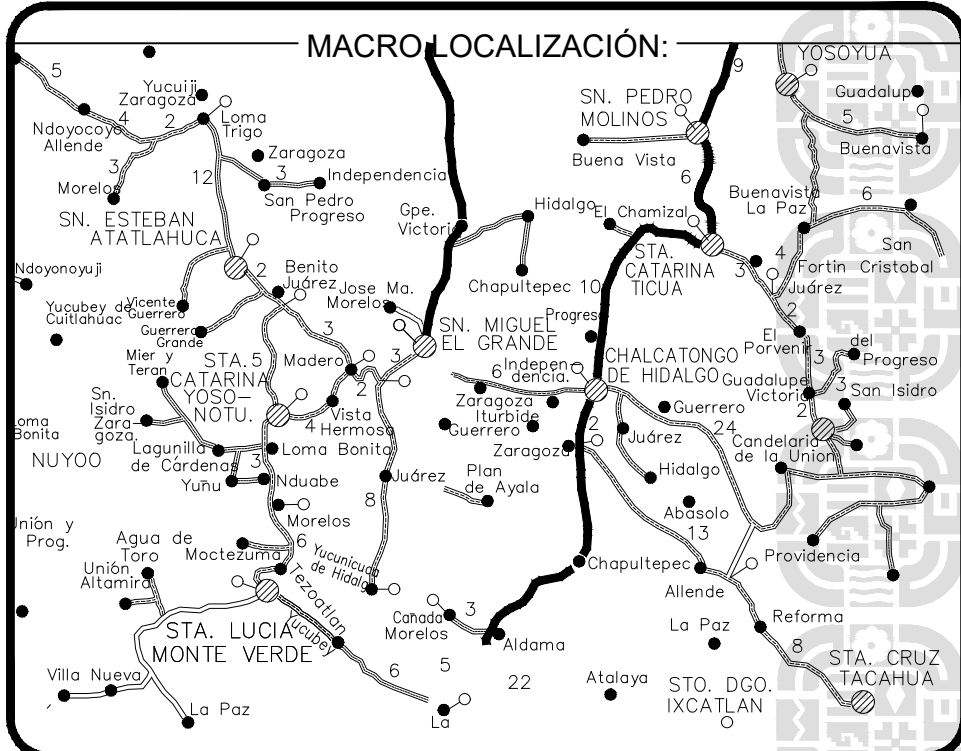 MACRO LOCALIZACIÓN:
5
Yucuiji
Zaragoza
Ndoyocoyo
Allende
4
2
Loma
Trigo
3
Morelos
12
Zaragoza
3
Independencia
San Pedro
Progreso
SN. ESTEBAN
ATATLAHUCA
Gpe.
Victoria
Hidalgo
Chapultepec
9
SN. PEDRO
MOLINOS
Buena Vista
6
El Chamizal
STA.
CATARINA
TICUA
10
YOSOYUA
Guadalupe
5
Buenavista
Buenavista
La Paz
6
San
Cristobal
Fortín
Juárez
3
4
2
Ndoyonoyuji
Yucubey de
Cuitlahuac
Vicente
Guerrero
Guerrero
Grande
2
Benito
Juárez
3
Jose Ma.
Morelos
SN. MIGUEL
EL GRANDE
3
Madero
2
Mier y
Teran
STA. 5
CATARINA
YOSO-
NOTU.
4
Vista
Hermosa
Sn.
Isidro
Zara-
goza.
Loma
Bonita
NUYOO
Lagunilla
de Cárdenas
Loma Bonita
3
Yuñu
Nduabe
Morelos
6
Juárez
8
Progreso
Indepen-
dencia.
6
CHALCATONGO
DE HIDALGO
Zaragoza
Iturbide
Guerrero
2
Zaragoza
Guerrero
Juárez
24
Hidalgo
Plan
de Ayala
Abasolo
13
El
Porvenir
3
del
Progreso
Guadalupe
Victoria
3
San Isidro
2
Candelaria
de la Union
Providencia
Unión y
Prog.
Agua de
Toro
Moctezuma
Unión
Altamira
Tezoatlan
Yucubey
Yucunicuca
de Hidalgo
STA. LUCIA
MONTE VERDE
6
5
22
Cañada
Morelos
3
Aldama
Chapultepec
Allende
Reforma
8
La Paz
STA. CRUZ
TACAHUA
Atalaya
STO. DGO.
IXCATLAN
Villa Nueva
La Paz
La